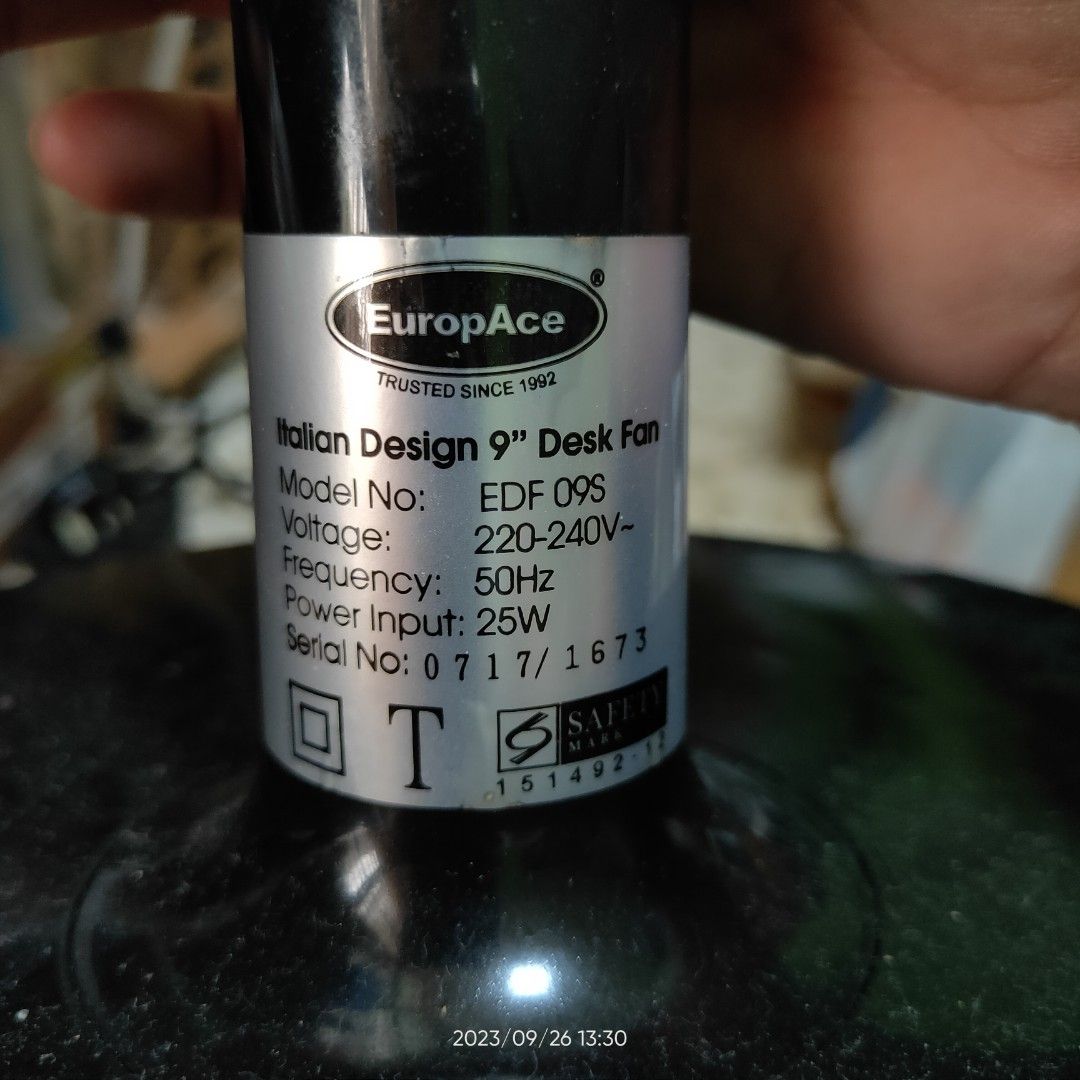 EuropAce®
TRUSTED SINCE 1992
Italian Design 9” Desk Fan
Model No: EDF 09S
Voltage: 220-240V~
Frequency: 50Hz
Power Input: 25W
Serial No: 0717/1673
T
SAFETY
MARK
151492-12
2023/09/26 13:30